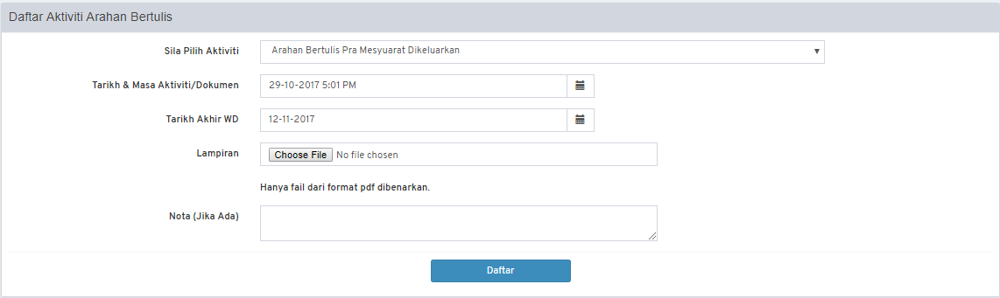 Daftar Aktiviti Arahan Bertulis
Sila Pilih Aktiviti Arahan Bertulis Pra Mesyuarat Dikeluarkan
Tarikh & Masa Aktiviti/Dokumen 29-10-2017 5:01 PM
Tarikh Akhir WD 12-11-2017
Lampiran Choose File No file chosen
Hanya fail dari format pdf dibenarkan.
Nota (Jika Ada)
Daftar